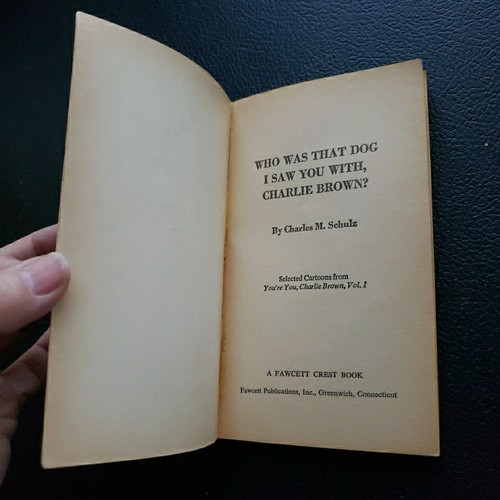 WHO WAS THAT DOG
I SAW YOU WITH,
CHARLIE BROWN?
By Charles M. Schulz
Selected Cartoons from
You're You, Charlie Brown, Vol. I
A FAWCETT CREST BOOK
Fawcett Publications, Inc., Greenwich, Connecticut